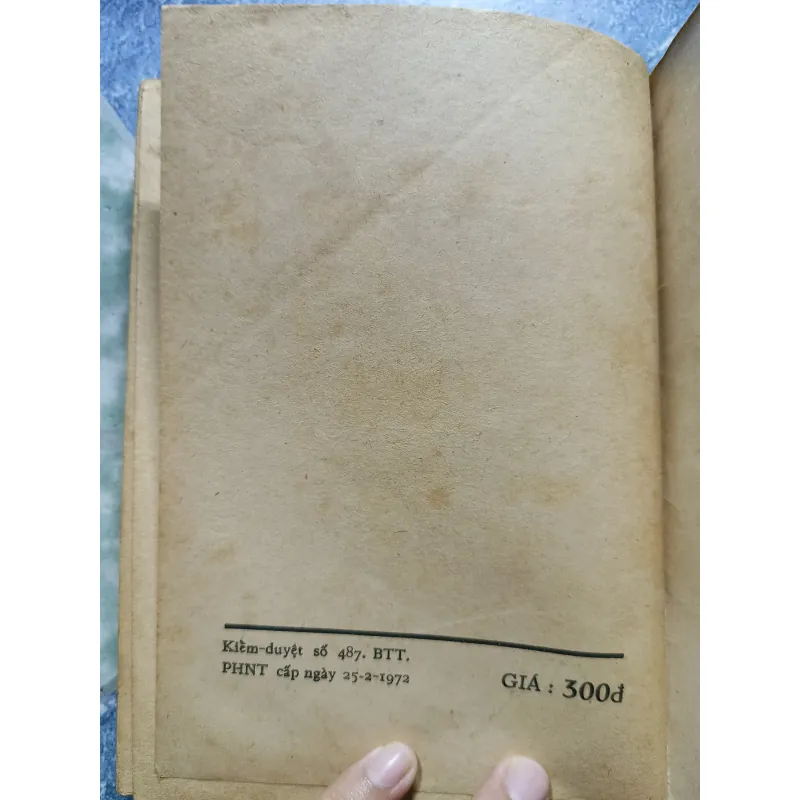 Kiểm-duyệt số 487. BTT.
PHNT cấp ngày 25-2-1972
GIÁ : 300đ